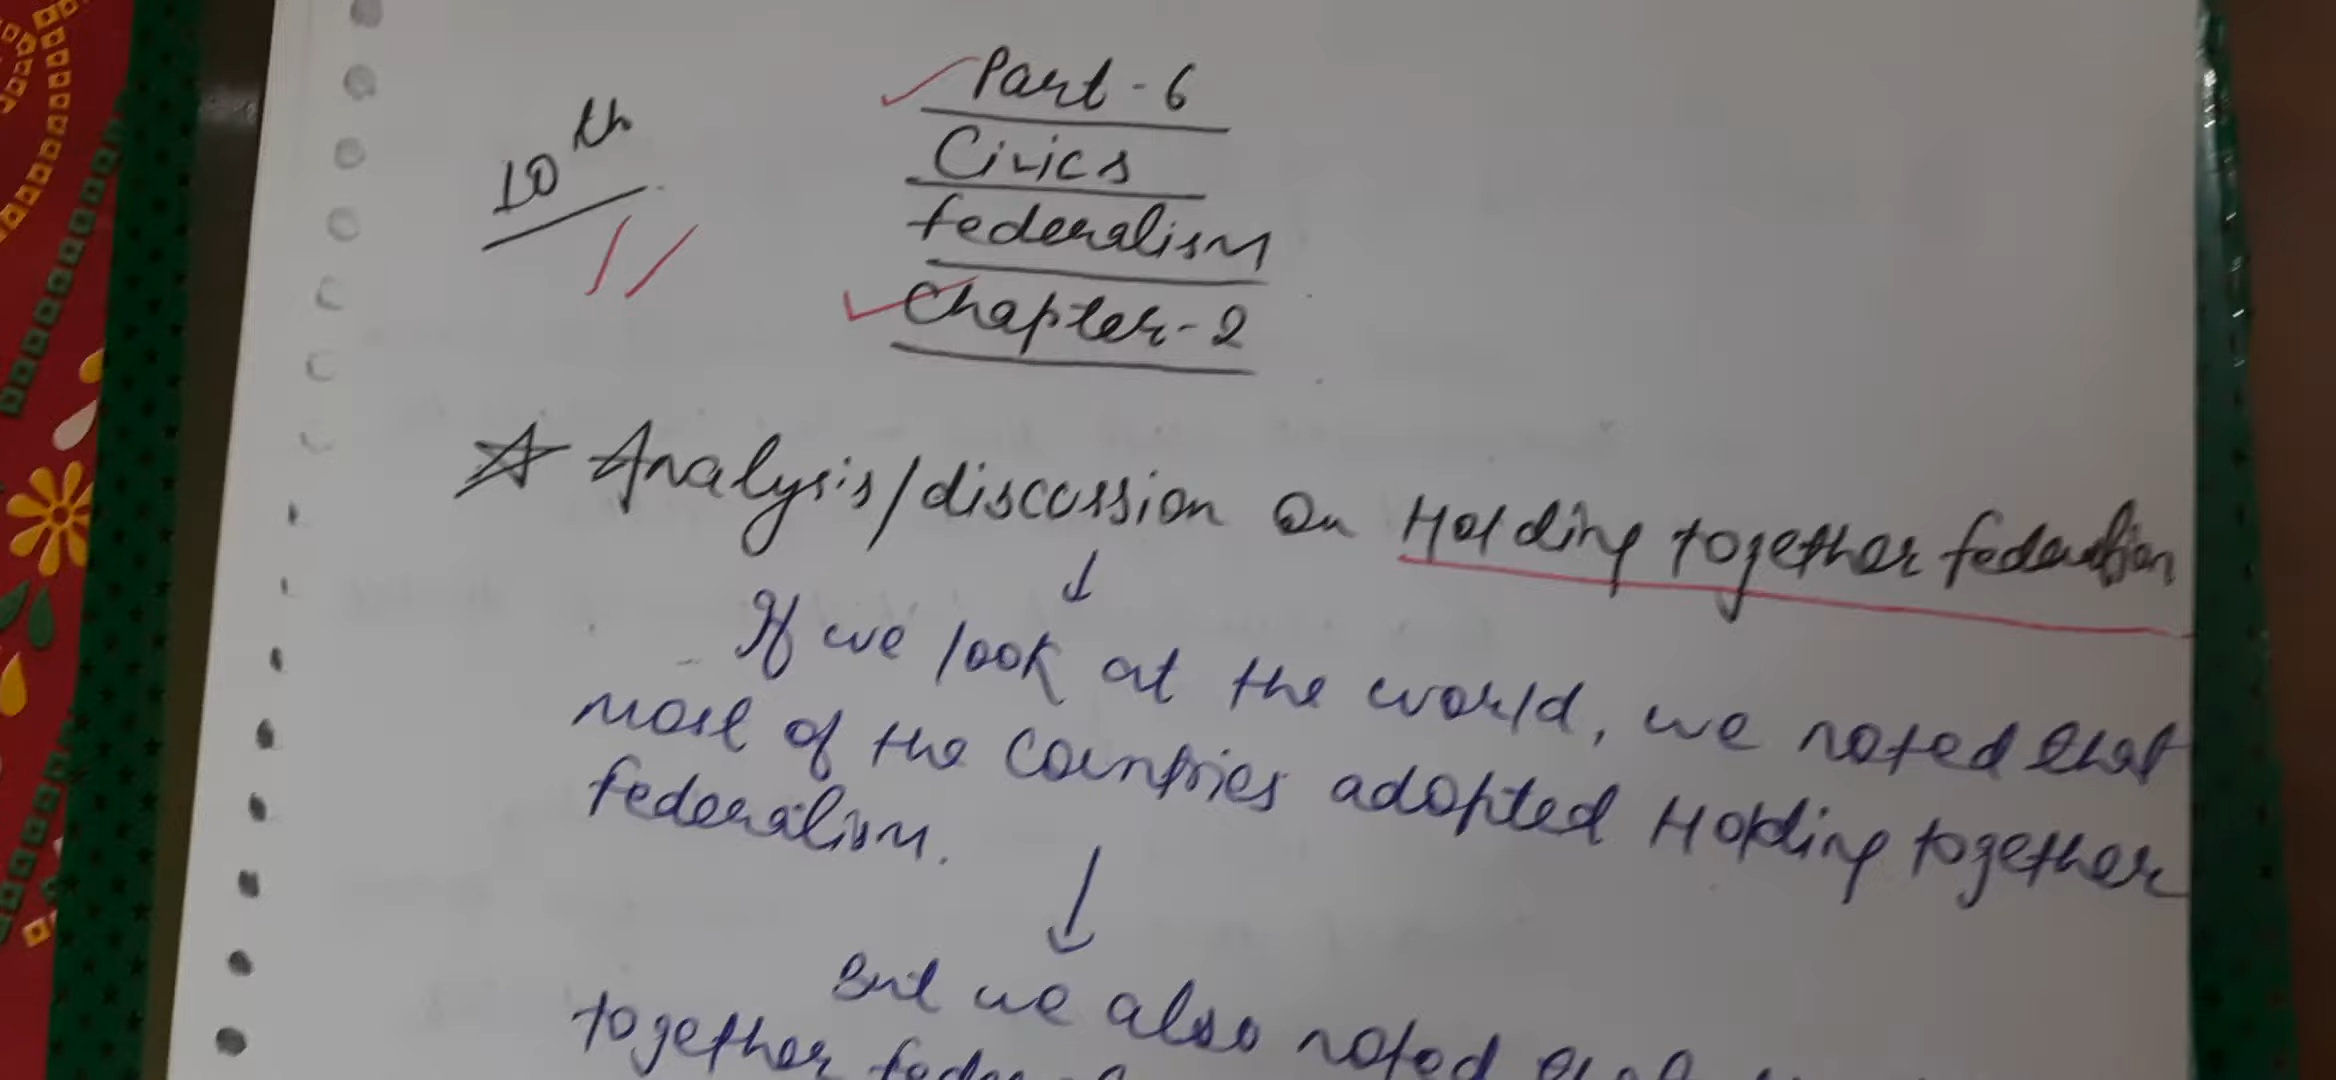 Part-6
10th
Civics
federalism
Chapter-2
Analysis/discussion on Holding together federation
If we look at the world, we noted that
most of the countries adopted Holding together
federalism.
But we also noted that
together